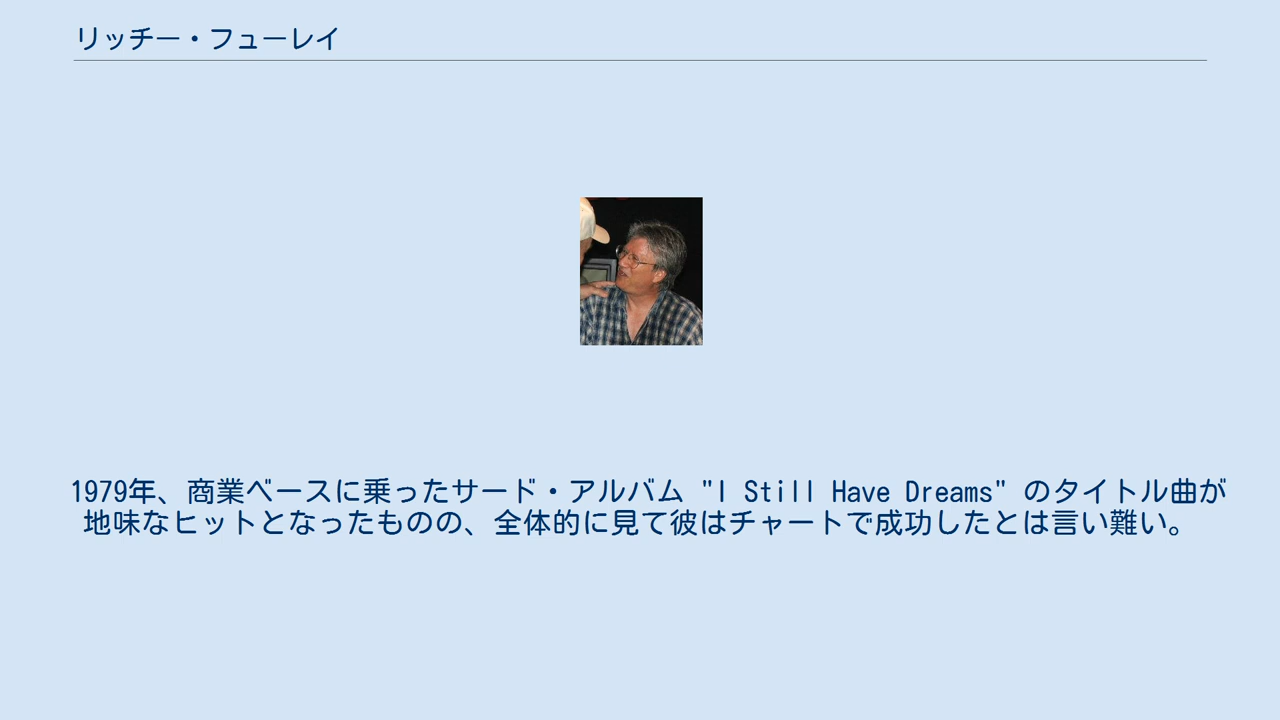 リッチー・フューレイ
1979年、商業ベースに乗ったサード・アルバム "I Still Have Dreams" のタイトル曲が
地味なヒットとなったものの、全体的に見て彼はチャートで成功したとは言い難い。